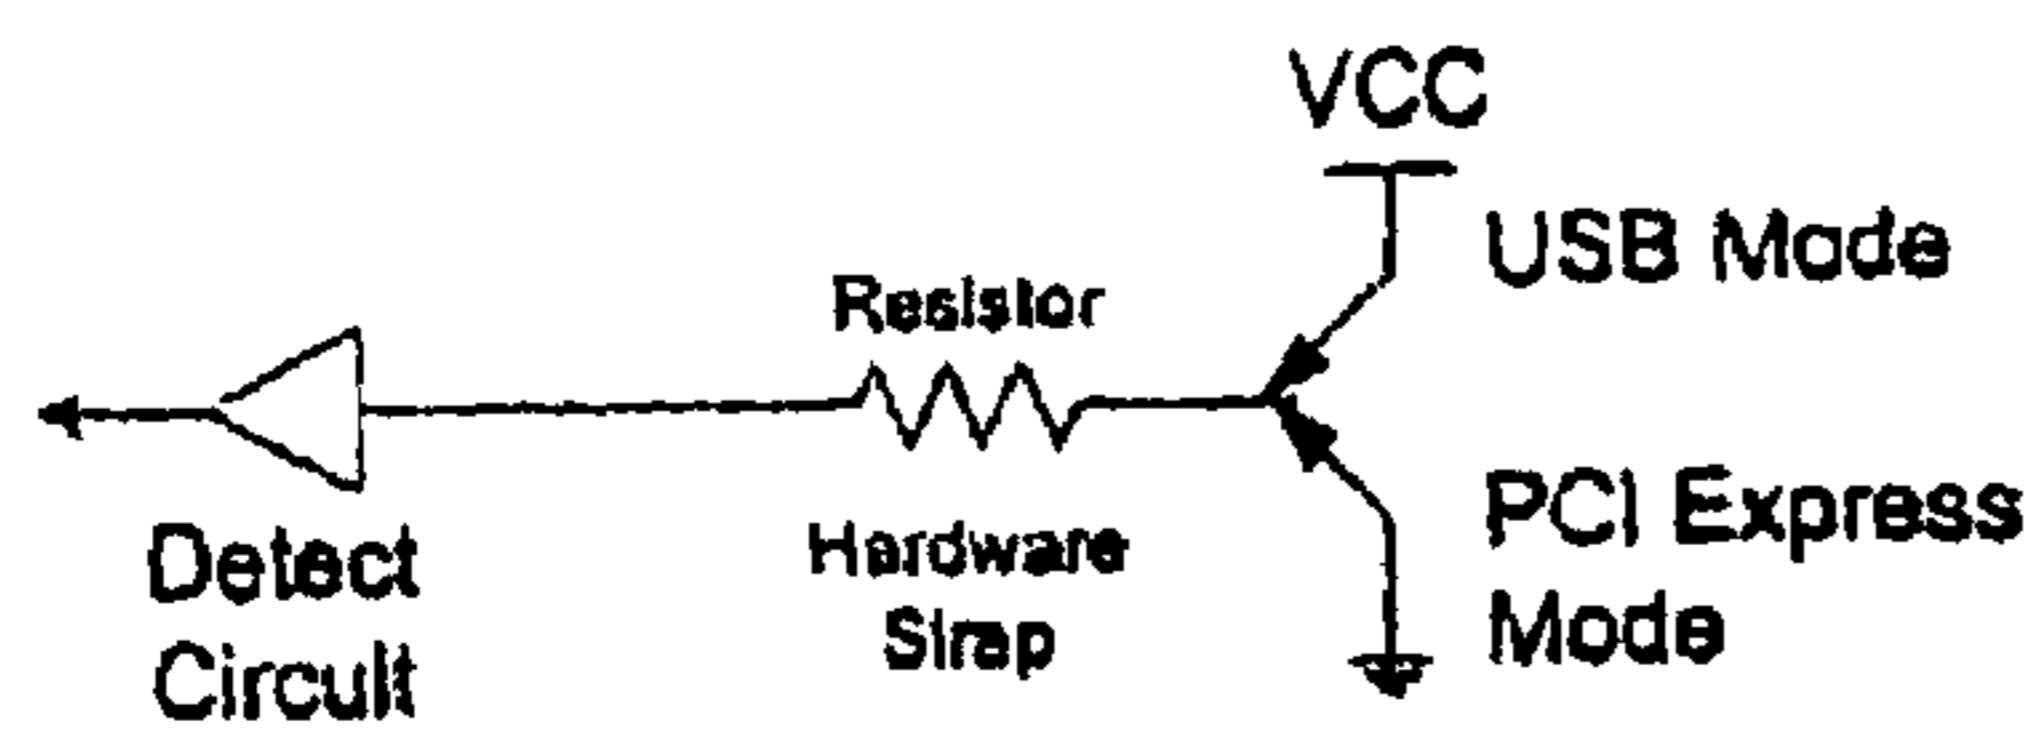 VCC
USB Mode
Resistor
Detect
Circuit
Hardware
Strap
PCI Express
Mode